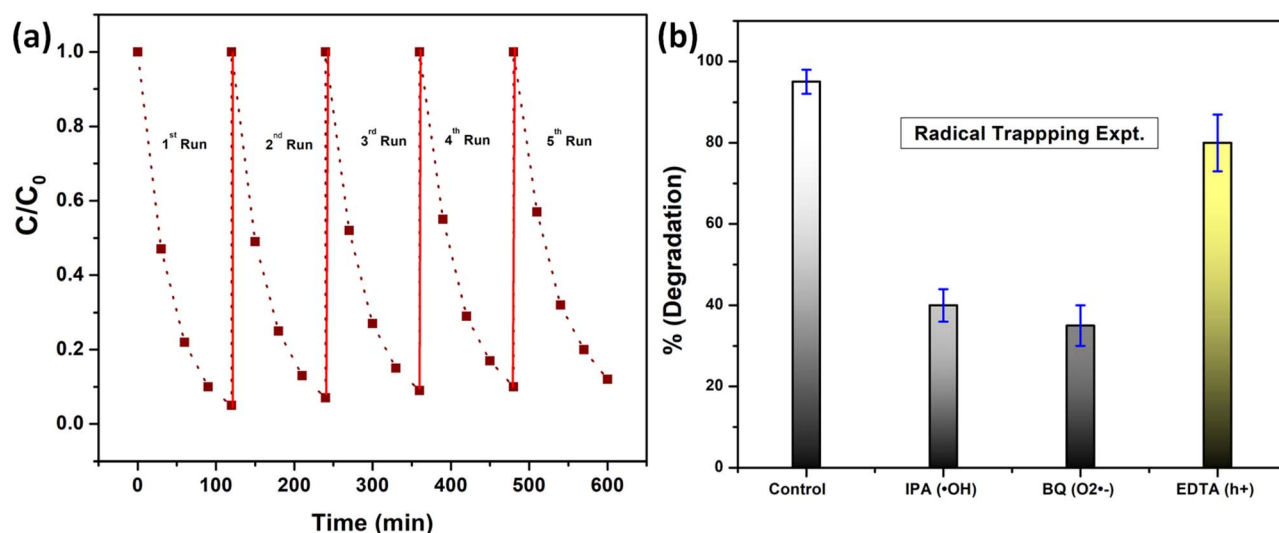 (a)
C/C0
1.0
0.8
0.6
0.4
0.2
0.0
1st Run
2nd Run
3rd Run
4th Run
5th Run
0
100
200
300
400
500
600
Time (min)
(b)
% (Degradation)
100
80
60
40
20
0
Radical Trappping Expt.
Control
IPA (•OH)
BQ (O2•-)
EDTA (h+)